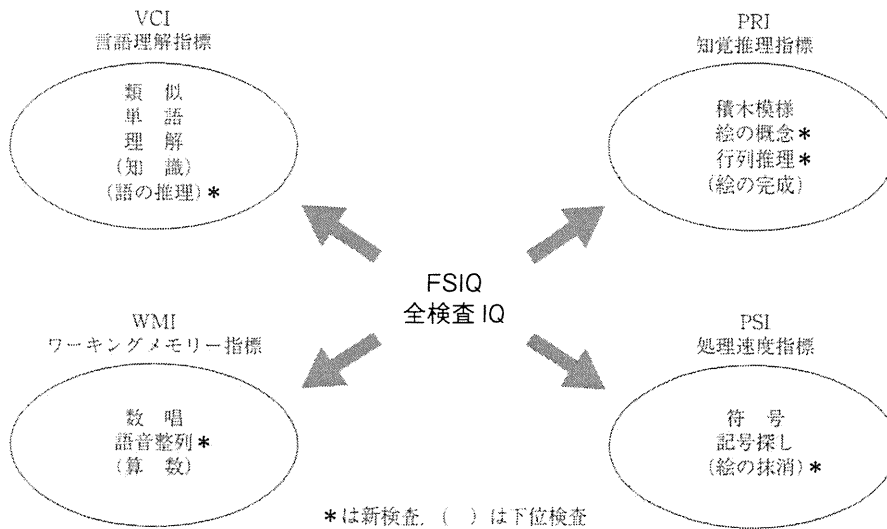 VCI
言語理解指標
類 似
単 語
理 解
(知 識)
(語の推理)*
PRI
知覚推理指標
積木模様
絵の概念*
行列推理*
(絵の完成)
FSIQ
全検査 IQ
WMI
ワーキングメモリー指標
数 唱
語音整列*
(算 数)
PSI
処理速度指標
符 号
記号探し
(絵の抹消)*
*は新検査,( )は下位検査